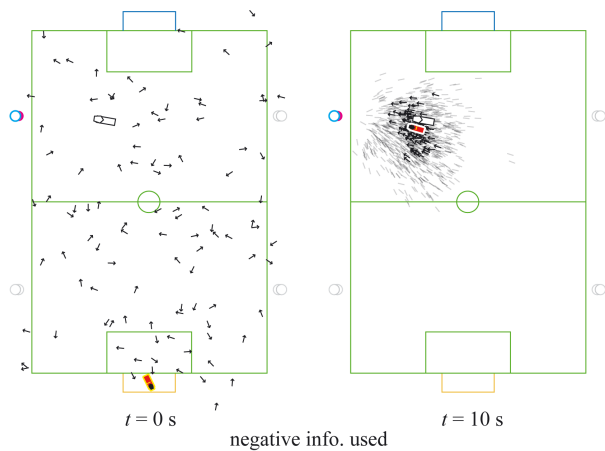 t = 0 s
t = 10 s
negative info. used